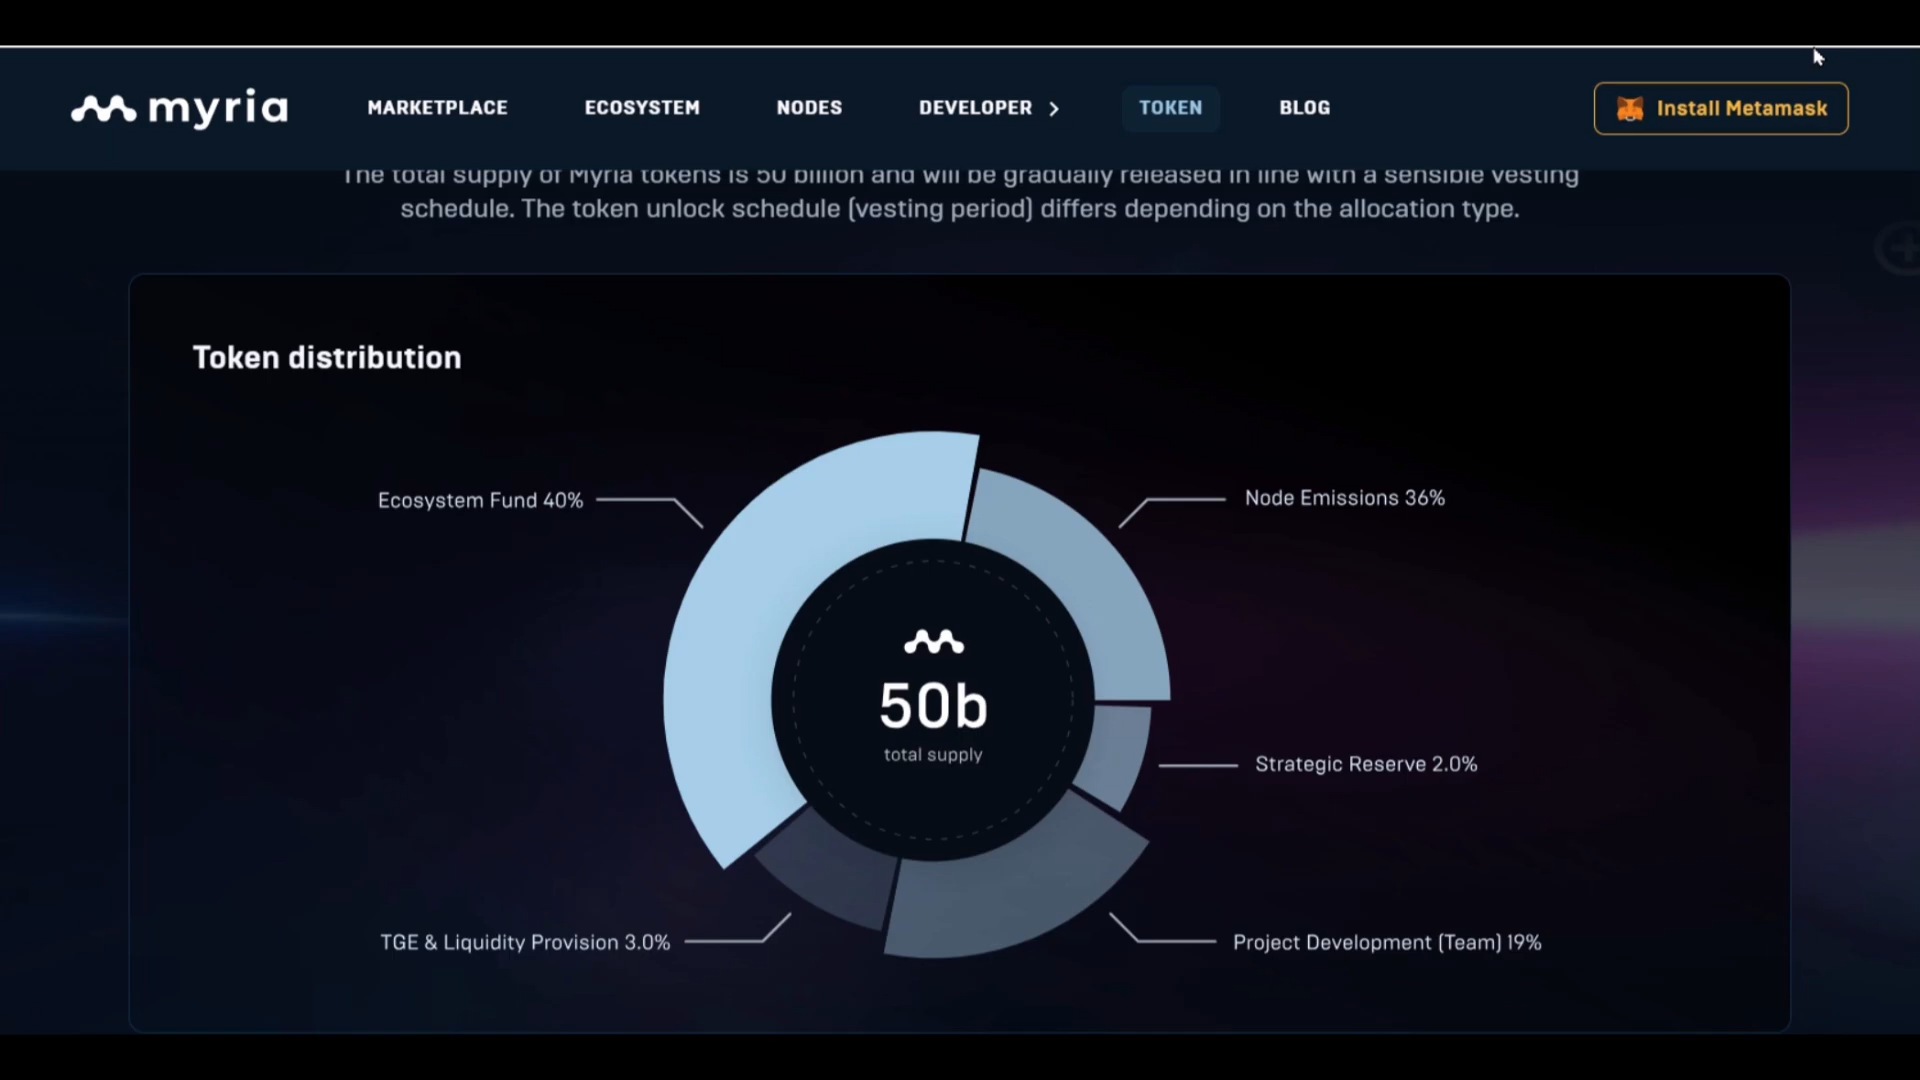 myria
MARKETPLACE
ECOSYSTEM
NODES
DEVELOPER
TOKEN
BLOG
Install Metamask
The total supply of Myria tokens is 50 billion and will be gradually released in line with a sensible vesting
schedule. The token unlock schedule (vesting period) differs depending on the allocation type.
Token distribution
Ecosystem Fund 40%
Node Emissions 36%
50b
total supply
Strategic Reserve 2.0%
TGE & Liquidity Provision 3.0%
Project Development (Team) 19%